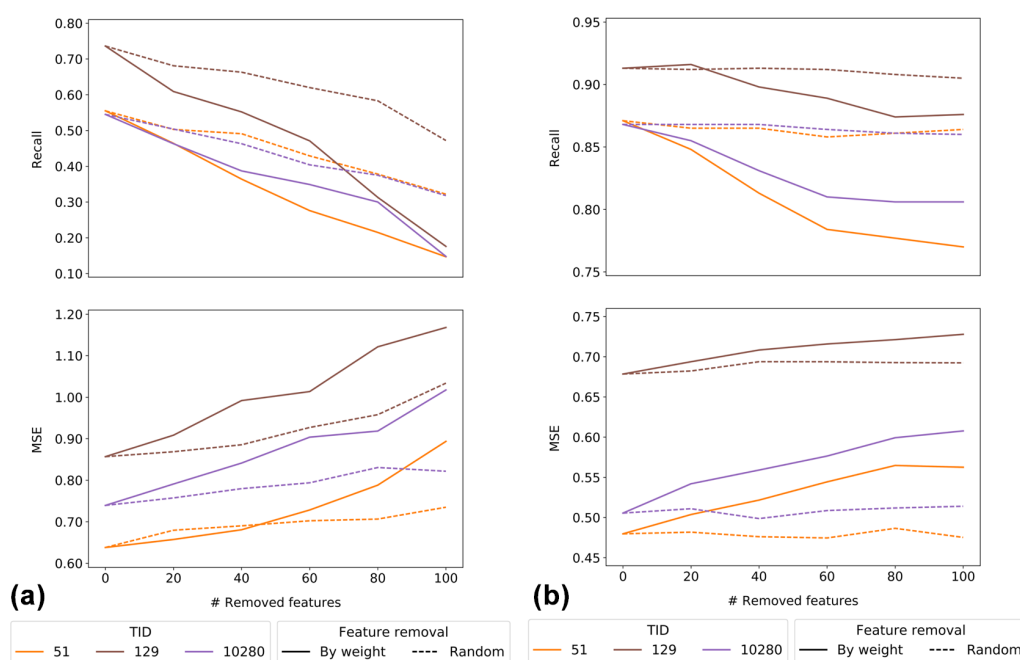 0.80
0.70
0.60
0.50
0.40
0.30
0.20
0.10
Recall
0.95
0.90
0.85
0.80
0.75
Recall
1.20
1.10
1.00
0.90
0.80
0.70
0.60
MSE
0 20 40 60 80 100
# Removed features
0.75
0.70
0.65
0.60
0.55
0.50
0.45
MSE
0 20 40 60 80 100
# Removed features
(a)
(b)
TID
51 129 10280
Feature removal
By weight Random
TID
51 129 10280
Feature removal
By weight Random